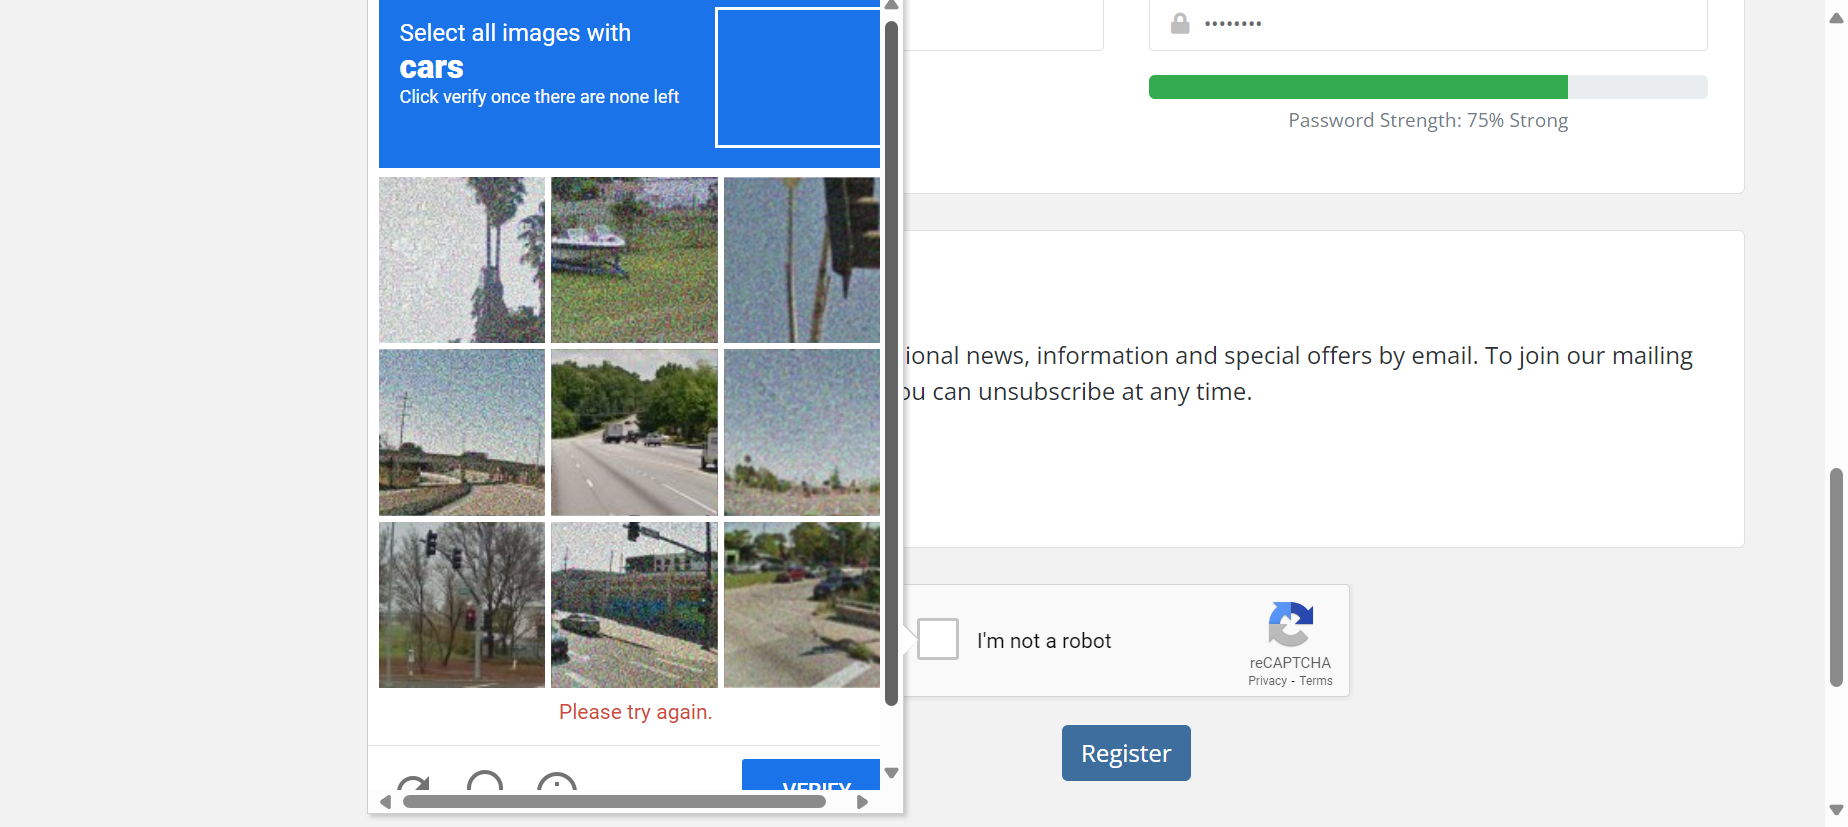 Select all images with
cars
Click verify once there are none left
••••••••
Password Strength: 75% Strong
ional news, information and special offers by email. To join our mailing
ou can unsubscribe at any time.
I'm not a robot
reCAPTCHA
Privacy - Terms
Please try again.
Register
VERIFY